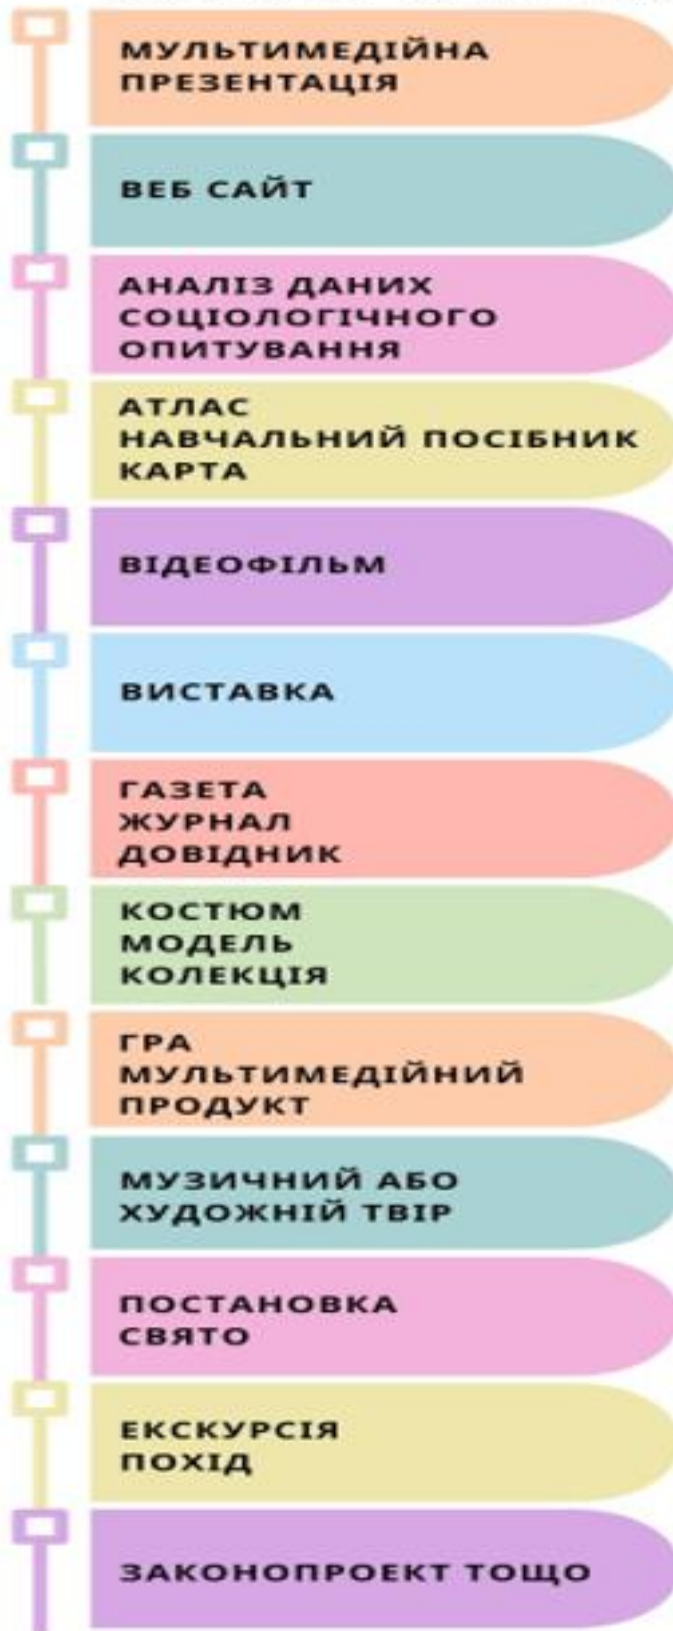 МУЛЬТИМЕДІЙНА
ПРЕЗЕНТАЦІЯ
ВЕБ САЙТ
АНАЛІЗ ДАНИХ
СОЦІОЛОГІЧНОГО
ОПИТУВАННЯ
АТЛАС
НАВЧАЛЬНИЙ ПОСІБНИК
КАРТА
ВІДЕОФІЛЬМ
ВИСТАВКА
ГАЗЕТА
ЖУРНАЛ
ДОВІДНИК
КОСТЮМ
МОДЕЛЬ
КОЛЕКЦІЯ
ГРА
МУЛЬТИМЕДІЙНИЙ
ПРОДУКТ
МУЗИЧНИЙ АБО
ХУДОЖНІЙ ТВІР
ПОСТАНОВКА
СВЯТО
ЕКСКУРСІЯ
ПОХІД
ЗАКОНОПРОЕКТ ТОЩО